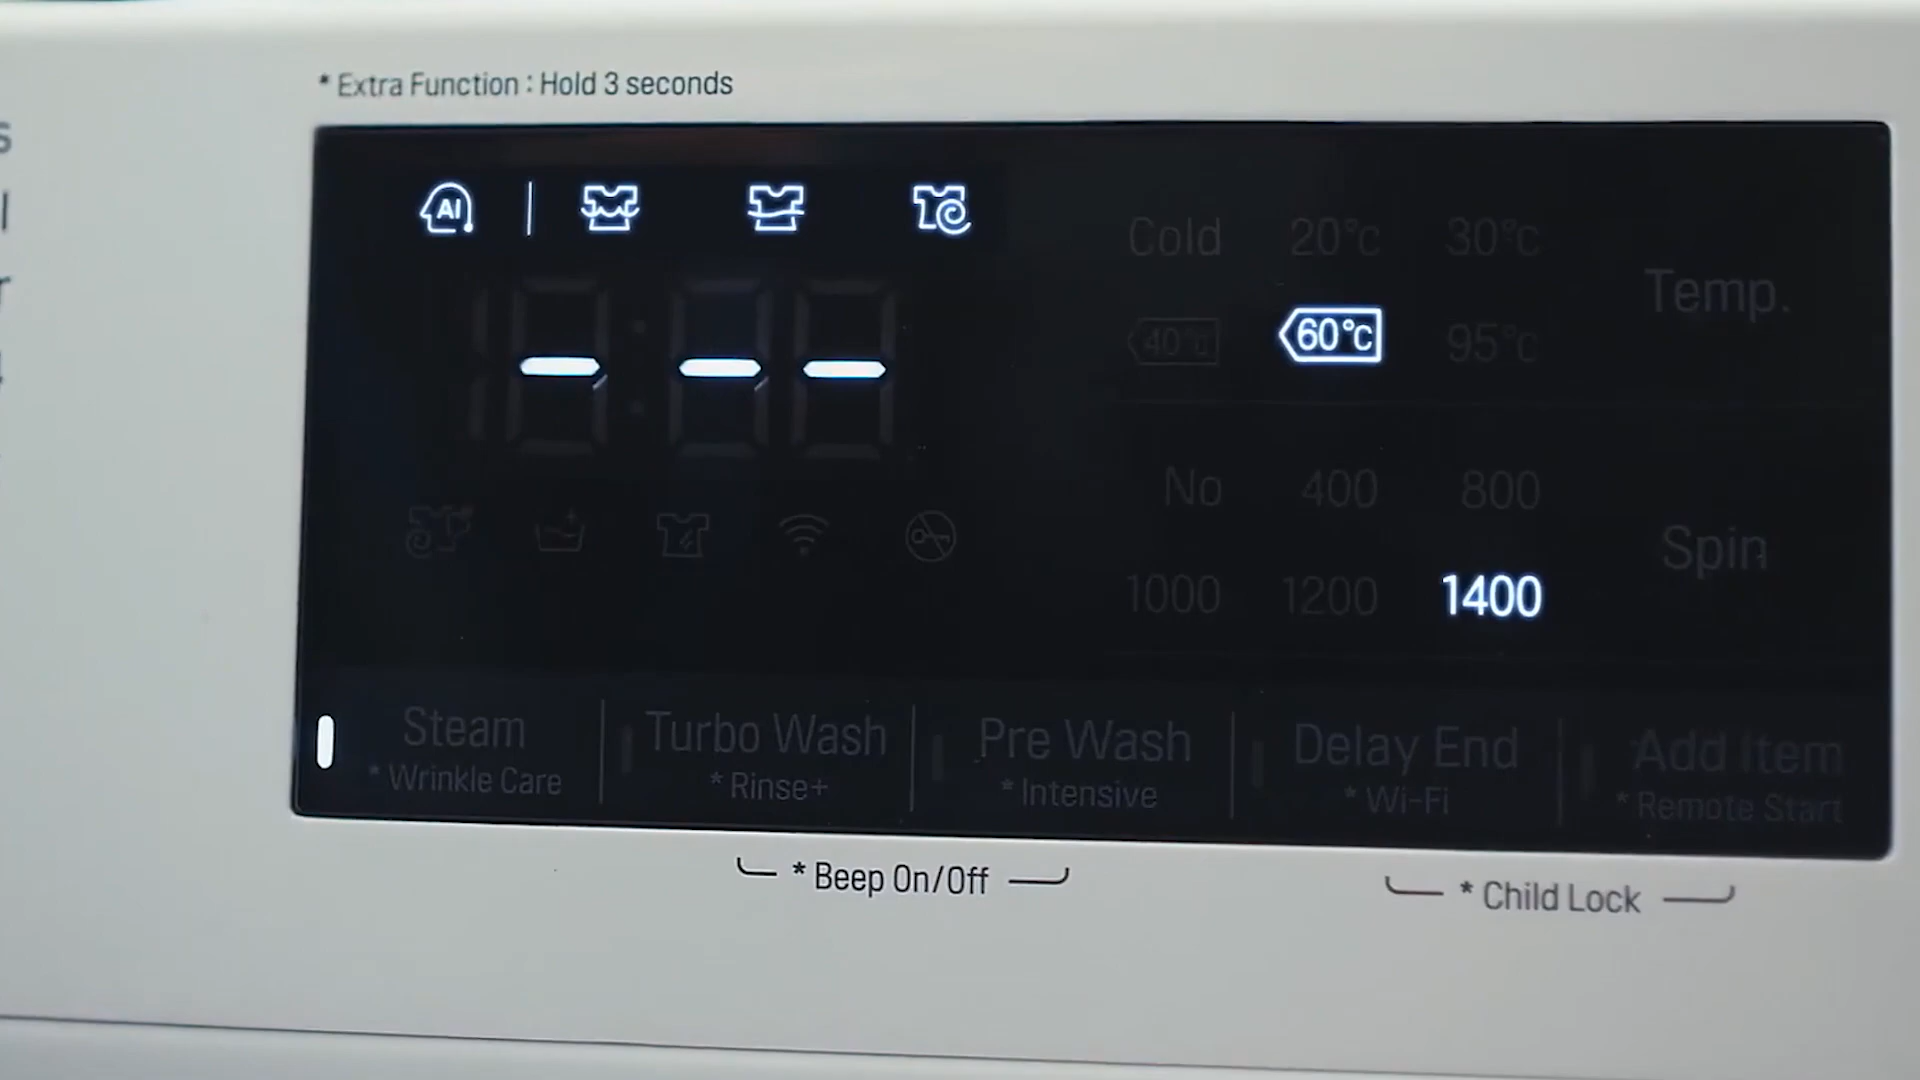 * Extra Function : Hold 3 seconds
AI
Cold 20°C 30°C
Temp.
40°C 60°C 95°C
- : - -
No 400 800
Spin
1000 1200 1400
Steam Turbo Wash Pre Wash Delay End Add Item
* Wrinkle Care * Rinse+ * Intensive * Wi-Fi * Remote Start
* Beep On/Off * Child Lock